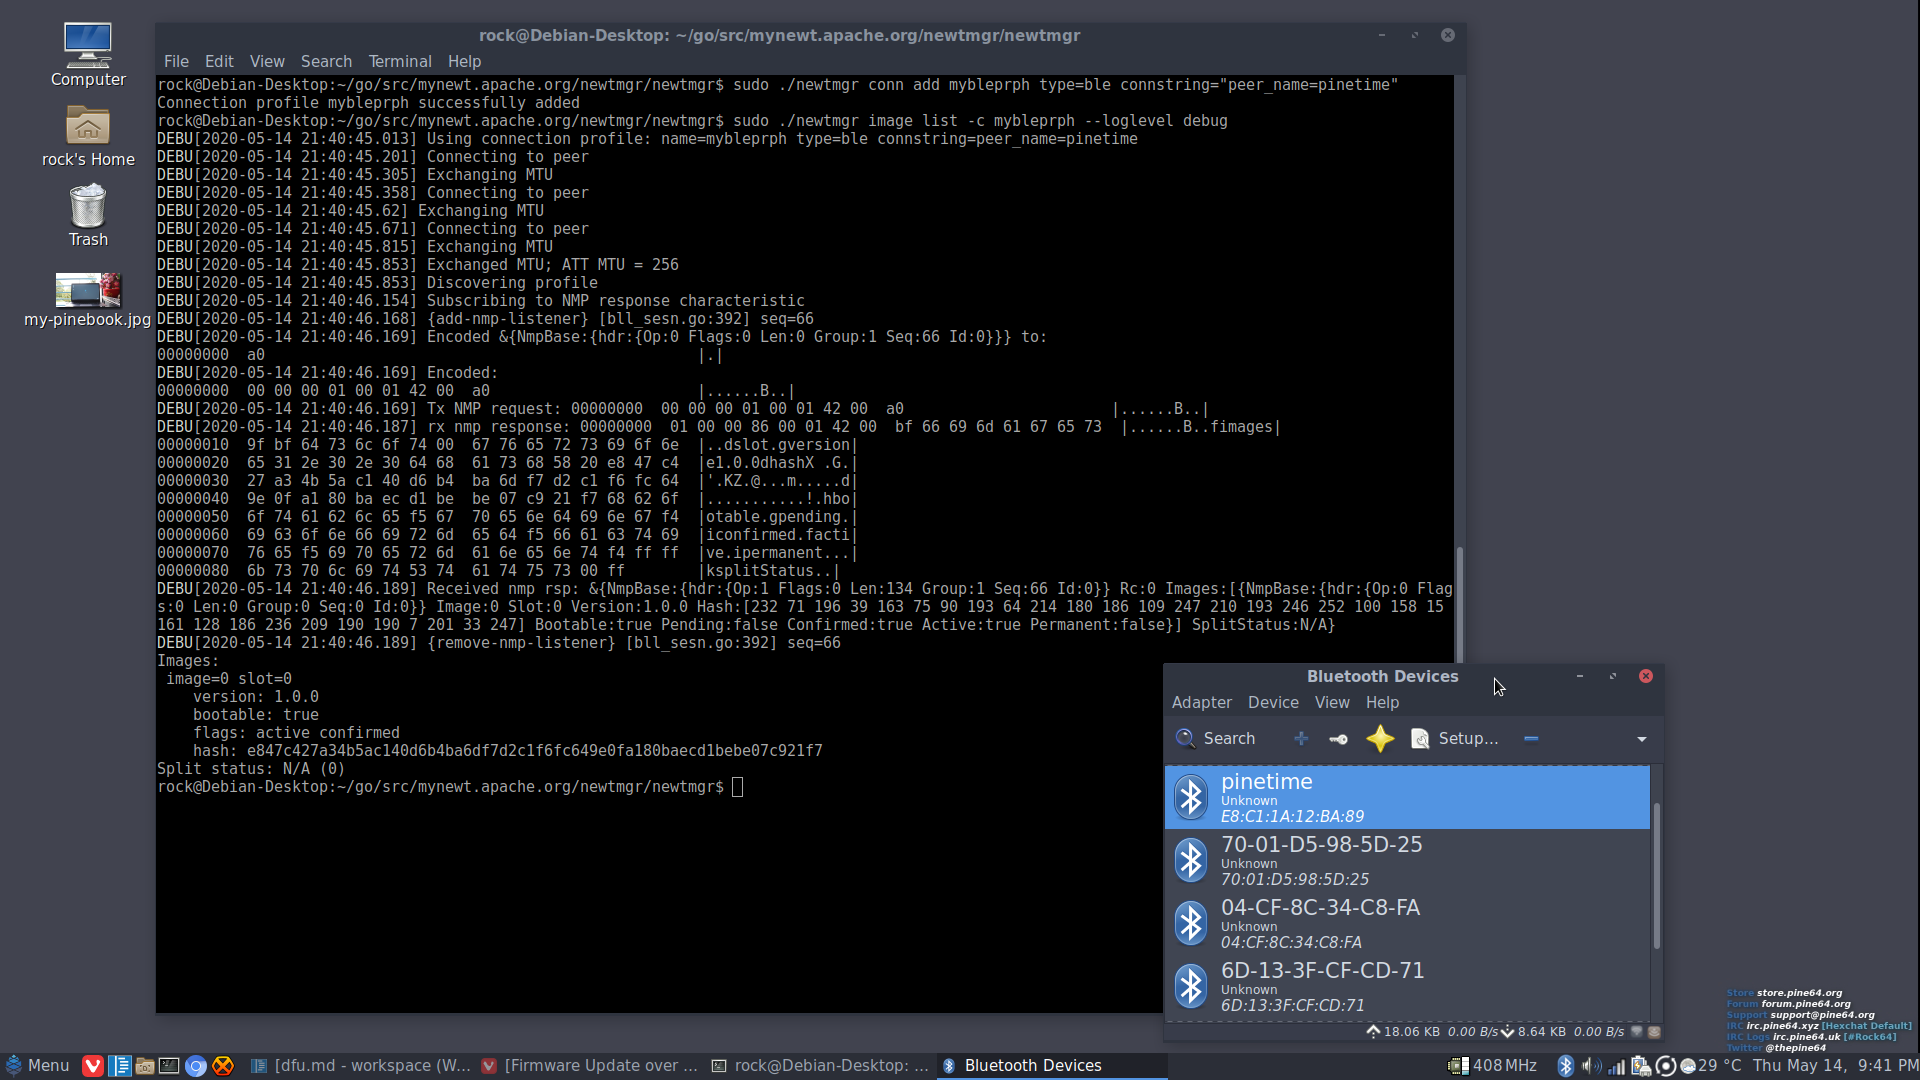 rock@Debian-Desktop: ~/go/src/mynewt.apache.org/newtmgr/newtmgr
File Edit View Search Terminal Help
Computer
rock's Home
Trash
my-pinebook.jpg
rock@Debian-Desktop:~/go/src/mynewt.apache.org/newtmgr/newtmgr$ sudo ./newtmgr conn add mybleprph type=ble connstring="peer_name=pinetime"
Connection profile mybleprph successfully added
rock@Debian-Desktop:~/go/src/mynewt.apache.org/newtmgr/newtmgr$ sudo ./newtmgr image list -c mybleprph --loglevel debug
DEBU[2020-05-14 21:40:45.013] Using connection profile: name=mybleprph type=ble connstring=peer_name=pinetime
DEBU[2020-05-14 21:40:45.201] Connecting to peer
DEBU[2020-05-14 21:40:45.305] Exchanging MTU
DEBU[2020-05-14 21:40:45.358] Connecting to peer
DEBU[2020-05-14 21:40:45.62] Exchanging MTU
DEBU[2020-05-14 21:40:45.671] Connecting to peer
DEBU[2020-05-14 21:40:45.815] Exchanging MTU
DEBU[2020-05-14 21:40:45.853] Exchanged MTU; ATT MTU = 256
DEBU[2020-05-14 21:40:45.853] Discovering profile
DEBU[2020-05-14 21:40:46.154] Subscribing to NMP response characteristic
DEBU[2020-05-14 21:40:46.168] {add-nmp-listener} [bll_sesn.go:392] seq=66
DEBU[2020-05-14 21:40:46.169] Encoded &{NmpBase:{hdr:{Op:0 Flags:0 Len:0 Group:1 Seq:66 Id:0}}} to:
00000000  a0  |.|
DEBU[2020-05-14 21:40:46.169] Encoded:
00000000  00 00 00 01 00 01 42 00  a0  |......B..|
DEBU[2020-05-14 21:40:46.169] Tx NMP request: 00000000  00 00 00 01 00 01 42 00  a0  |......B..|
DEBU[2020-05-14 21:40:46.187] rx nmp response: 00000000  01 00 00 86 00 01 42 00  bf 66 69 6d 61 67 65 73  |......B..fimages|
00000010  9f bf 64 73 6c 6f 74 00  67 76 65 72 73 69 6f 6e  |..dslot.gversion|
00000020  65 31 2e 30 2e 30 64 68  61 73 68 58 20 e8 47 c4  |e1.0.0dhashX .G.|
00000030  27 a3 4b 5a c1 40 d6 b4  ba 6d f7 d2 c1 f6 fc 64  |'.KZ.@...m.....d|
00000040  9e 0f a1 80 ba ec d1 be  be 07 c9 21 f7 68 62 6f  |...........!.hbo|
00000050  6f 74 61 62 6c 65 f5 67  70 65 6e 64 69 6e 67 f4  |otable.gpending.|
00000060  69 63 6f 6e 66 69 72 6d  65 64 f5 66 61 63 74 69  |iconfirmed.facti|
00000070  76 65 f5 69 70 65 72 6d  61 6e 65 6e 74 f4 ff ff  |ve.ipermanent...|
00000080  6b 73 70 6c 69 74 53 74  61 74 75 73 00 ff  |ksplitStatus..|
DEBU[2020-05-14 21:40:46.189] Received nmp rsp: &{NmpBase:{hdr:{Op:1 Flags:0 Len:134 Group:1 Seq:66 Id:0}} Rc:0 Images:[{NmpBase:{hdr:{Op:0 Flag
s:0 Len:0 Group:0 Seq:0 Id:0}} Image:0 Slot:0 Version:1.0.0 Hash:[232 71 196 39 163 75 90 193 64 214 180 186 109 247 210 193 246 252 100 158 15
161 128 186 236 209 190 190 7 201 33 247] Bootable:true Pending:false Confirmed:true Active:true Permanent:false}] SplitStatus:N/A}
DEBU[2020-05-14 21:40:46.189] {remove-nmp-listener} [bll_sesn.go:392] seq=66
Images:
image=0 slot=0
version: 1.0.0
bootable: true
flags: active confirmed
hash: e847c427a34b5ac140d6b4ba6df7d2c1f6fc649e0fa180baecd1bebe07c921f7
Split status: N/A (0)
rock@Debian-Desktop:~/go/src/mynewt.apache.org/newtmgr/newtmgr$
Bluetooth Devices
Adapter Device View Help
Search Setup...
pinetime
Unknown
E8:C1:1A:12:BA:89
70-01-D5-98-5D-25
Unknown
70:01:D5:98:5D:25
04-CF-8C-34-C8-FA
Unknown
04:CF:8C:34:C8:FA
6D-13-3F-CF-CD-71
Unknown
6D:13:3F:CF:CD:71
18.06 KB 0.00 B/s 8.64 KB 0.00 B/s
Store store.pine64.org
Forum forum.pine64.org
Support support@pine64.org
IRC irc.pine64.xyz [Hexchat Default]
IRC Logs irc.pine64.uk [#Rock64]
Twitter @thepine64
Menu [dfu.md - workspace (W... [Firmware Update over ... rock@Debian-Desktop: ... Bluetooth Devices 408 MHz 29 °C Thu May 14, 9:41 PM